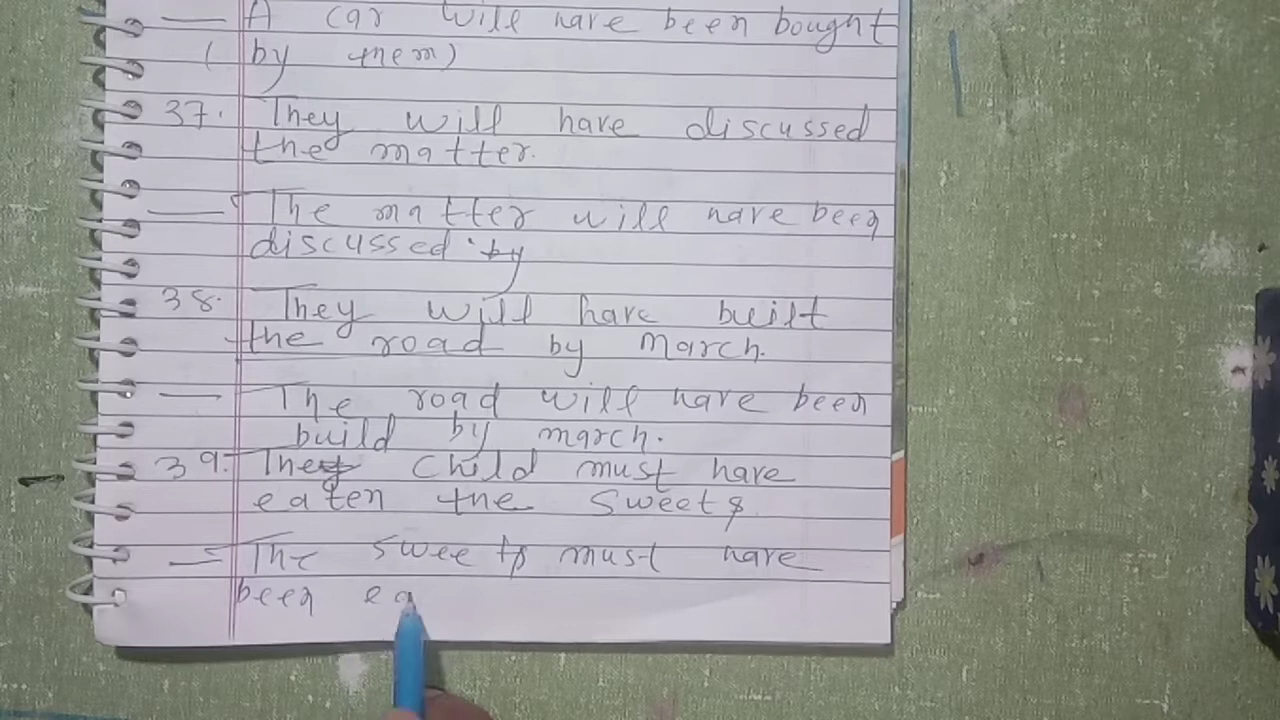 — A car will have been bought
(by them)
37. They will have discussed
the matter.
— The matter will have been
discussed by
38. They will have built
the road by march.
— The road will have been
build by march.
39. They child must have
eaten the sweets
— The sweets must have
been ea